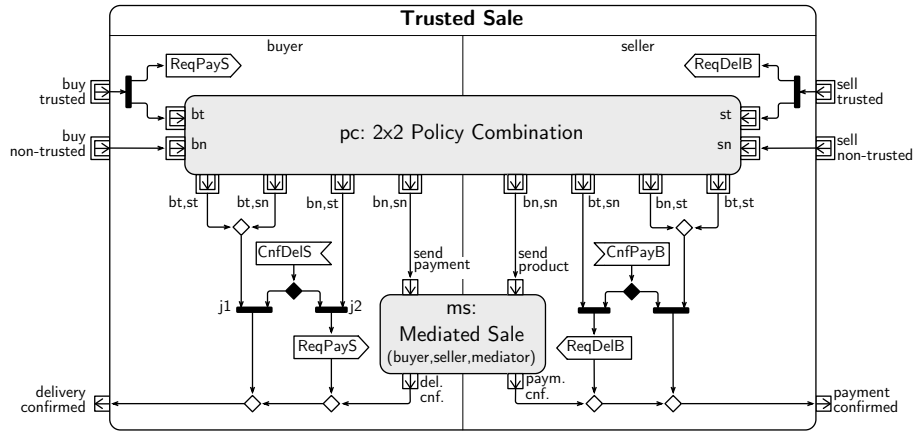 Trusted Sale
buyer
seller
ReqPayS
ReqDelB
buy
trusted
sell
trusted
bt
st
pc: 2x2 Policy Combination
buy
non-trusted
bn
sn
sell
non-trusted
bt,st
bt,sn
bn,st
bn,sn
bn,sn
bt,sn
bn,st
bt,st
CnfDelS
send
payment
send
product
CnfPayB
j1
j2
ms:
Mediated Sale
(buyer,seller,mediator)
ReqPayS
ReqDelB
del.
cnf.
paym.
cnf.
delivery
confirmed
payment
confirmed